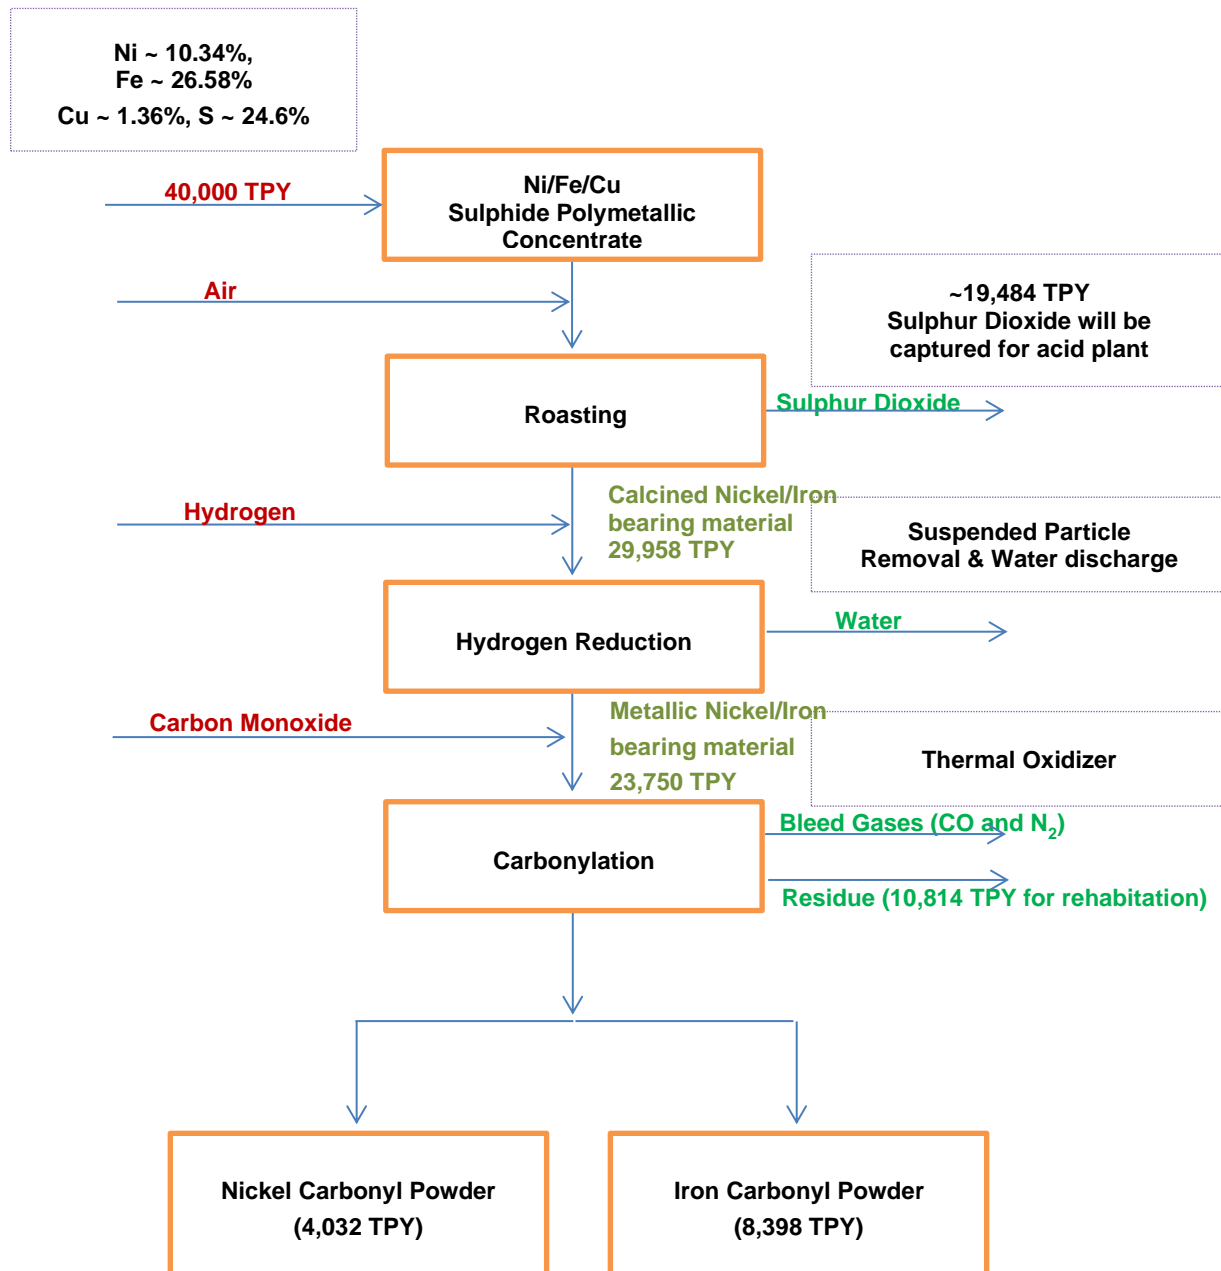 Ni ~ 10.34%,
Fe ~ 26.58%
Cu ~ 1.36%, S ~ 24.6%
40,000 TPY
Ni/Fe/Cu
Sulphide Polymetallic
Concentrate
Air
~19,484 TPY
Sulphur Dioxide will be
captured for acid plant
Roasting
Sulphur Dioxide
Hydrogen
Calcined Nickel/Iron
bearing material
29,958 TPY
Suspended Particle
Removal & Water discharge
Hydrogen Reduction
Water
Carbon Monoxide
Metallic Nickel/Iron
bearing material
23,750 TPY
Thermal Oxidizer
Carbonylation
Bleed Gases (CO and N₂)
Residue (10,814 TPY for rehabitation)
Nickel Carbonyl Powder
(4,032 TPY)
Iron Carbonyl Powder
(8,398 TPY)